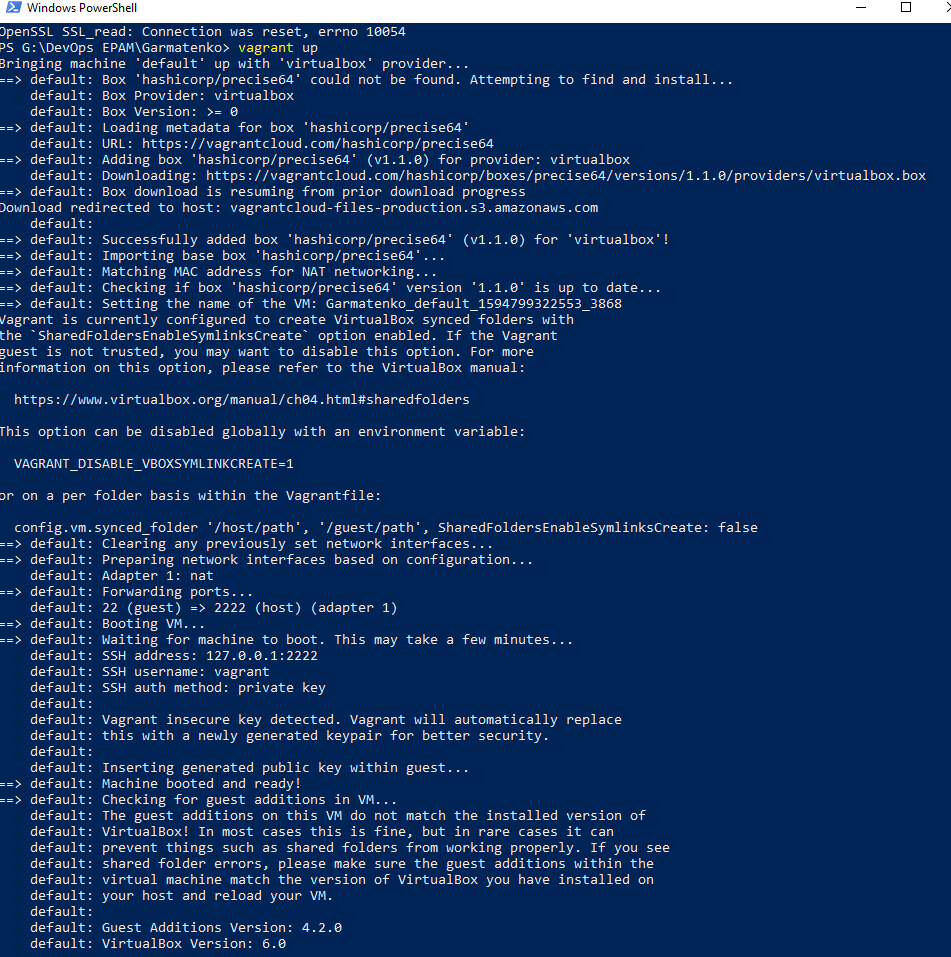 Windows PowerShell
OpenSSL SSL_read: Connection was reset, errno 10054
PS G:\DevOps EPAM\Garmatenko> vagrant up
Bringing machine 'default' up with 'virtualbox' provider...
==> default: Box 'hashicorp/precise64' could not be found. Attempting to find and install...
    default: Box Provider: virtualbox
    default: Box Version: >= 0
==> default: Loading metadata for box 'hashicorp/precise64'
    default: URL: https://vagrantcloud.com/hashicorp/precise64
==> default: Adding box 'hashicorp/precise64' (v1.1.0) for provider: virtualbox
    default: Downloading: https://vagrantcloud.com/hashicorp/boxes/precise64/versions/1.1.0/providers/virtualbox.box
==> default: Box download is resuming from prior download progress
Download redirected to host: vagrantcloud-files-production.s3.amazonaws.com
    default:
==> default: Successfully added box 'hashicorp/precise64' (v1.1.0) for 'virtualbox'!
==> default: Importing base box 'hashicorp/precise64'...
==> default: Matching MAC address for NAT networking...
==> default: Checking if box 'hashicorp/precise64' version '1.1.0' is up to date...
==> default: Setting the name of the VM: Garmatenko_default_1594799322553_3868
Vagrant is currently configured to create VirtualBox synced folders with
the `SharedFoldersEnableSymlinksCreate` option enabled. If the Vagrant
guest is not trusted, you may want to disable this option. For more
information on this option, please refer to the VirtualBox manual:
  https://www.virtualbox.org/manual/ch04.html#sharedfolders
This option can be disabled globally with an environment variable:
  VAGRANT_DISABLE_VBOXSYMLINKCREATE=1
or on a per folder basis within the Vagrantfile:
  config.vm.synced_folder '/host/path', '/guest/path', SharedFoldersEnableSymlinksCreate: false
==> default: Clearing any previously set network interfaces...
==> default: Preparing network interfaces based on configuration...
    default: Adapter 1: nat
==> default: Forwarding ports...
    default: 22 (guest) => 2222 (host) (adapter 1)
==> default: Booting VM...
==> default: Waiting for machine to boot. This may take a few minutes...
    default: SSH address: 127.0.0.1:2222
    default: SSH username: vagrant
    default: SSH auth method: private key
    default:
    default: Vagrant insecure key detected. Vagrant will automatically replace
    default: this with a newly generated keypair for better security.
    default:
    default: Inserting generated public key within guest...
==> default: Machine booted and ready!
==> default: Checking for guest additions in VM...
    default: The guest additions on this VM do not match the installed version of
    default: VirtualBox! In most cases this is fine, but in rare cases it can
    default: prevent things such as shared folders from working properly. If you see
    default: shared folder errors, please make sure the guest additions within the
    default: virtual machine match the version of VirtualBox you have installed on
    default: your host and reload your VM.
    default:
    default: Guest Additions Version: 4.2.0
    default: VirtualBox Version: 6.0